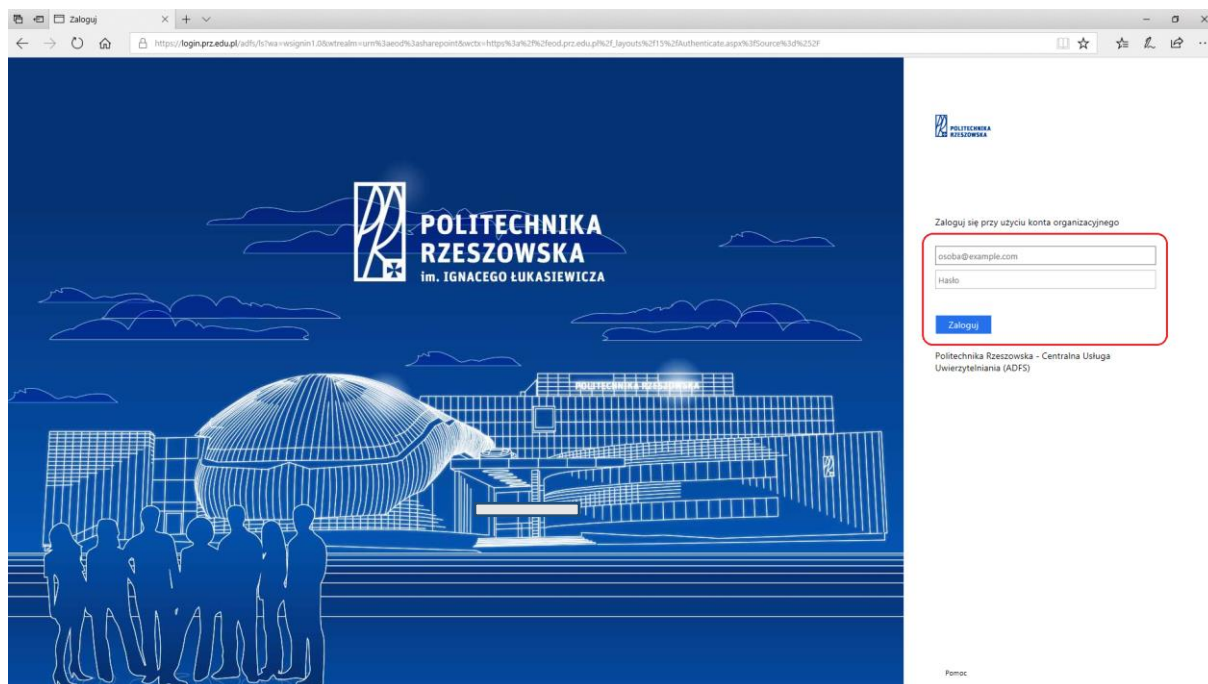 Zaloguj
https://login.prz.edu.pl/adfs/ls?wa=wsignin1.0&wtrealm=urn%3aeod%3asharepoint&wctx=https%3a%2f%2feod.prz.edu.pl%2f_layouts%2f15%2fAuthenticate.aspx%3fSource%3d%252F
POLITECHNIKA
RZESZOWSKA
im. IGNACEGO ŁUKASIEWICZA
POLITECHNIKA RZESZOWSKA
POLITECHNIKA
RZESZOWSKA
Zaloguj się przy użyciu konta organizacyjnego
osoba@example.com
Hasło
Zaloguj
Politechnika Rzeszowska - Centralna Usługa
Uwierzytelniania (ADFS)
Pomoc